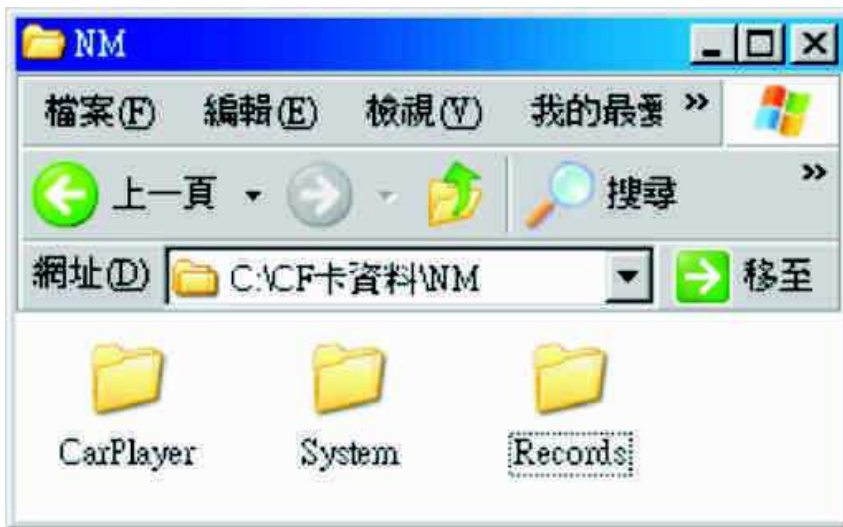 NM
檔案(F) 編輯(E) 檢視(V) 我的最愛 »
上一頁 搜尋 »
網址(D) C:\CF卡資料\NM 移至
CarPlayer System Records